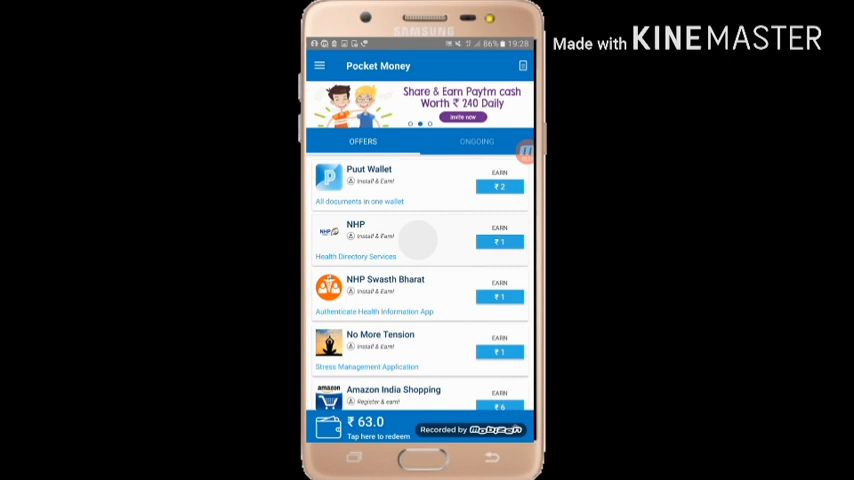 Made with KINEMASTER
SAMSUNG
86% 19:28
Pocket Money
Share & Earn Paytm cash
Worth ₹ 240 Daily
Invite now
OFFERS
ONGOING
Puut Wallet
Install & Earn!
All documents in one wallet
EARN
₹ 2
NHP
NHP
Install & Earn!
Health Directory Services
EARN
₹ 1
NHP Swasth Bharat
Install & Earn!
Authenticate Health Information App
EARN
₹ 1
No More Tension
Install & Earn!
Stress Management Application
EARN
₹ 1
amazon
Amazon India Shopping
Register & earn!
EARN
₹ 6
₹ 63.0
Tap here to redeem
Recorded by mobizen